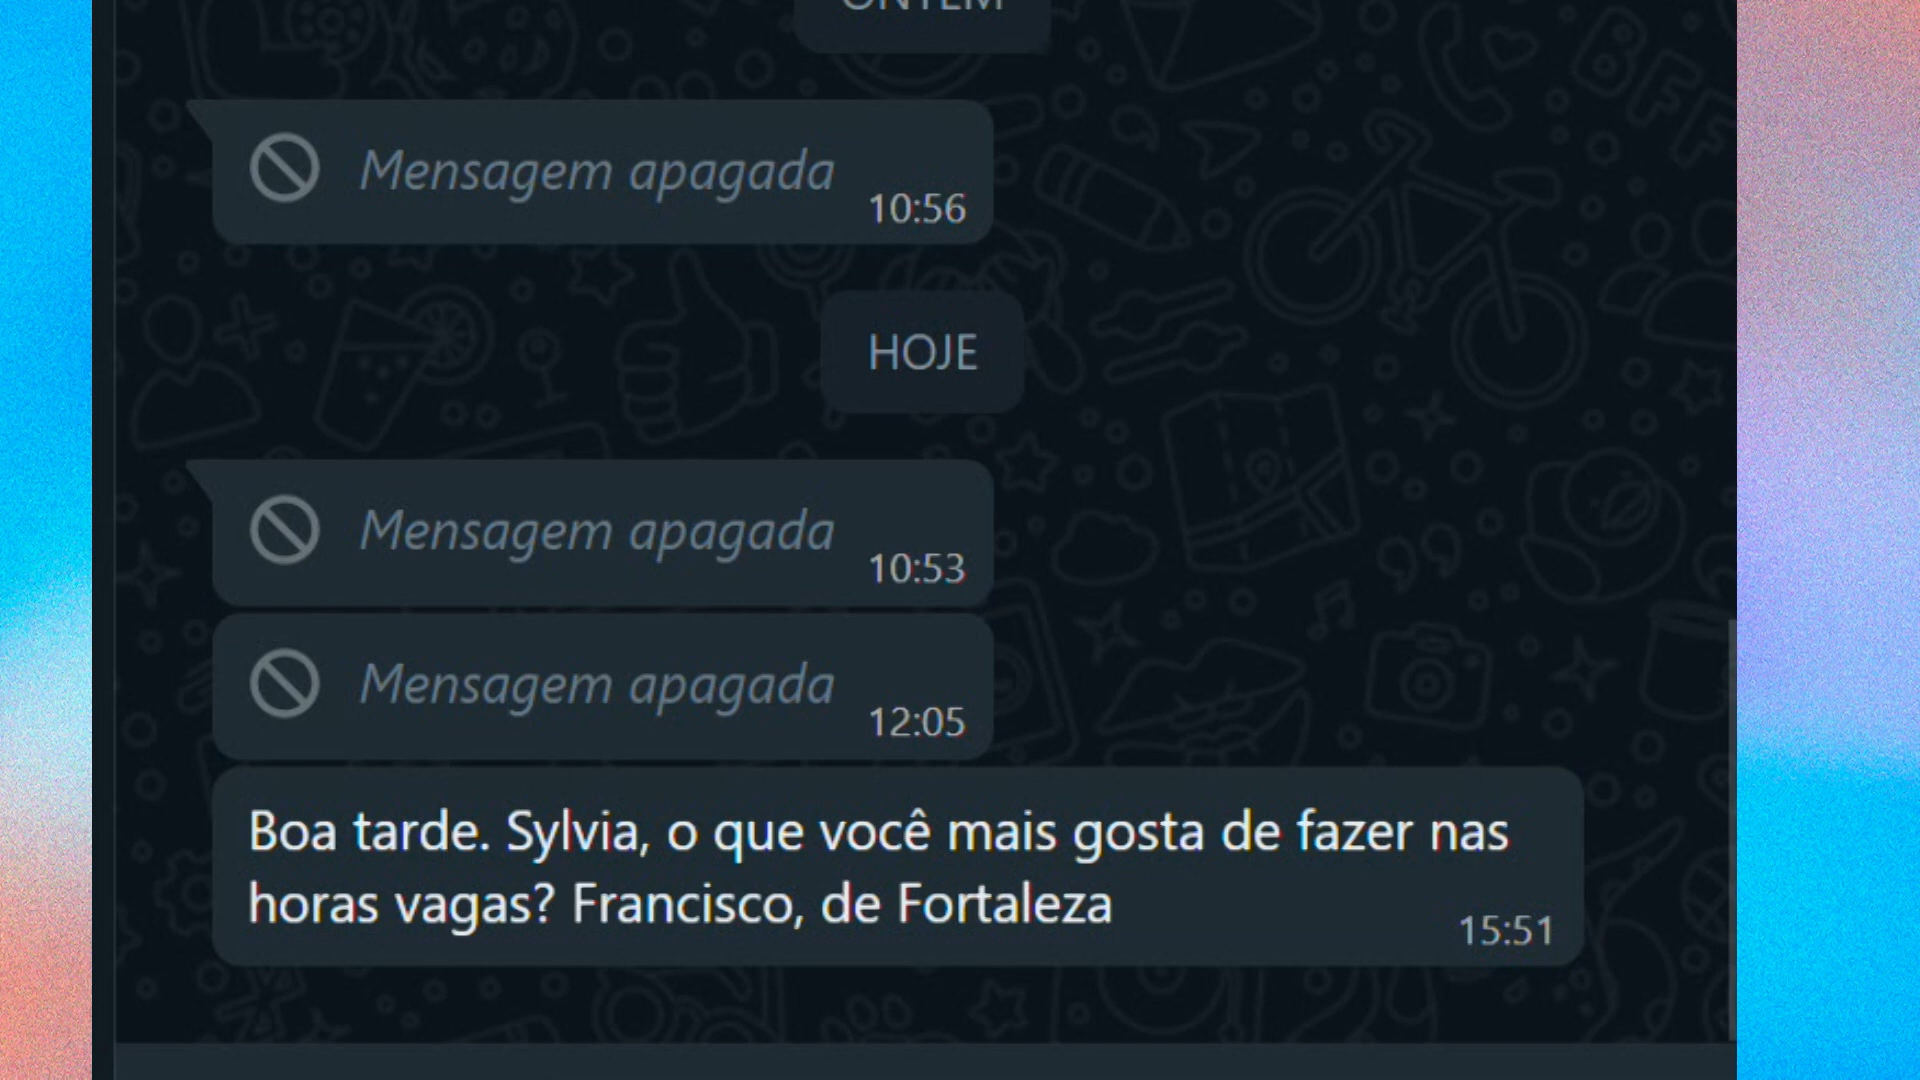 ONTEM
Mensagem apagada
10:56
HOJE
Mensagem apagada
10:53
Mensagem apagada
12:05
Boa tarde. Sylvia, o que você mais gosta de fazer nas
horas vagas? Francisco, de Fortaleza
15:51